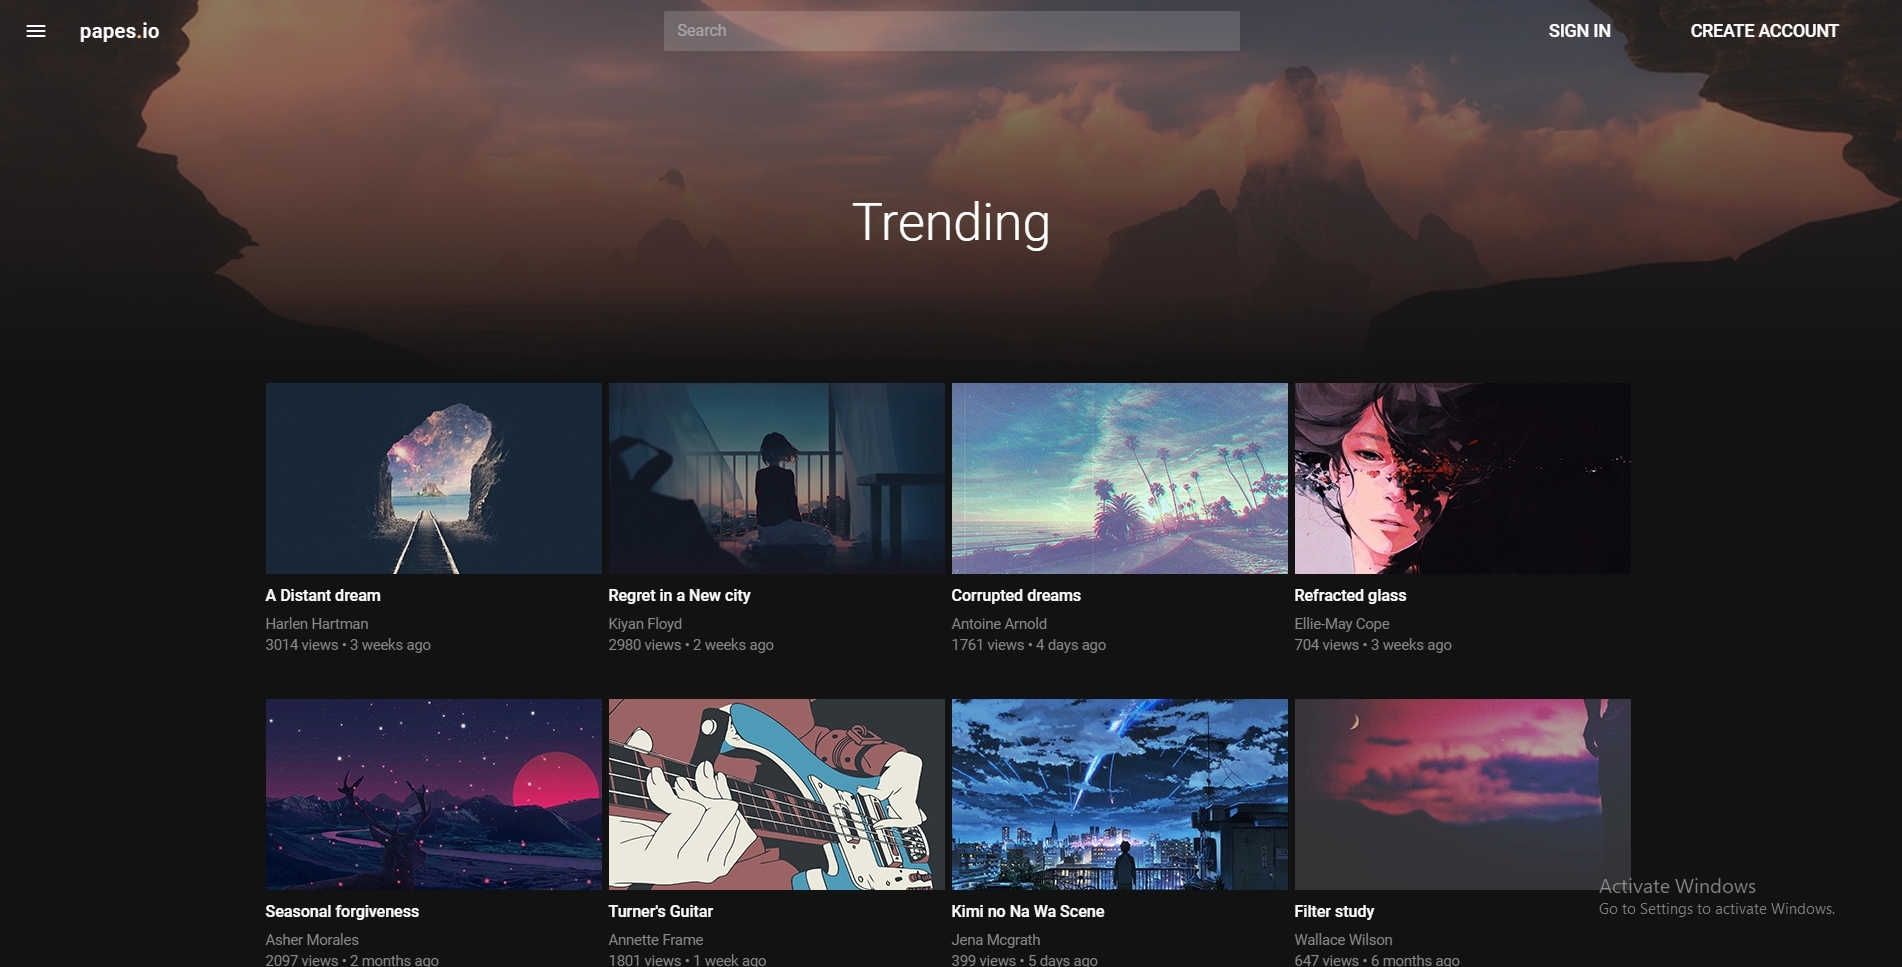 papes.io
Search
SIGN IN
CREATE ACCOUNT
Trending
A Distant dream
Harlen Hartman
3014 views • 3 weeks ago
Regret in a New city
Kiyan Floyd
2980 views • 2 weeks ago
Corrupted dreams
Antoine Arnold
1761 views • 4 days ago
Refracted glass
Ellie-May Cope
704 views • 3 weeks ago
Seasonal forgiveness
Asher Morales
2097 views • 2 months ago
Turner's Guitar
Annette Frame
1801 views • 1 week ago
Kimi no Na Wa Scene
Jena Mcgrath
399 views • 5 days ago
Filter study
Wallace Wilson
647 views • 6 months ago
Activate Windows
Go to Settings to activate Windows.